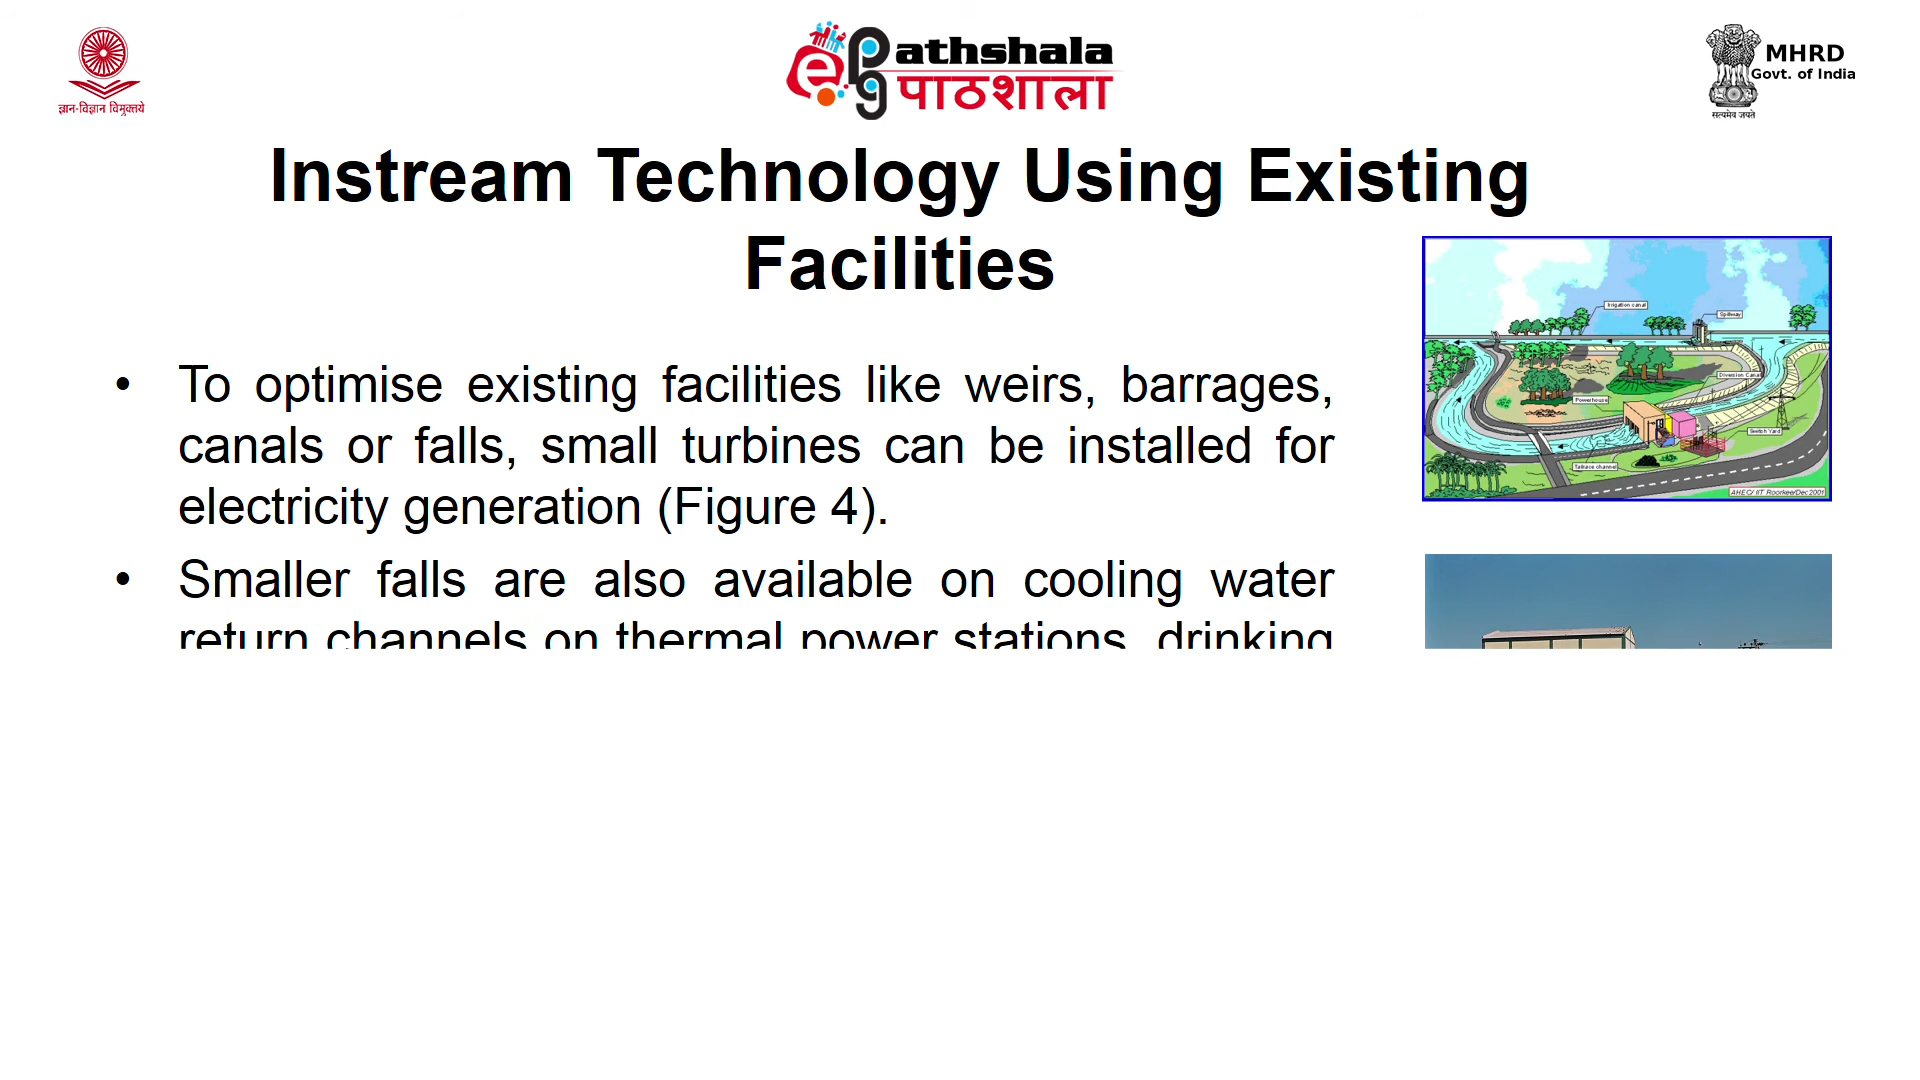 ज्ञान-विज्ञान विमुक्तये
ePg Pathshala
पाठशाला
MHRD
Govt. of India
सत्यमेव जयते
Instream Technology Using Existing
Facilities
Irrigation canal
Spillway
Diversion Canal
Powerhouse
Switch Yard
Tailrace channel
AHEC/ IIT Roorkee/Dec2001
• To optimise existing facilities like weirs, barrages,
canals or falls, small turbines can be installed for
electricity generation (Figure 4).
• Smaller falls are also available on cooling water
return channels on thermal power stations, drinking